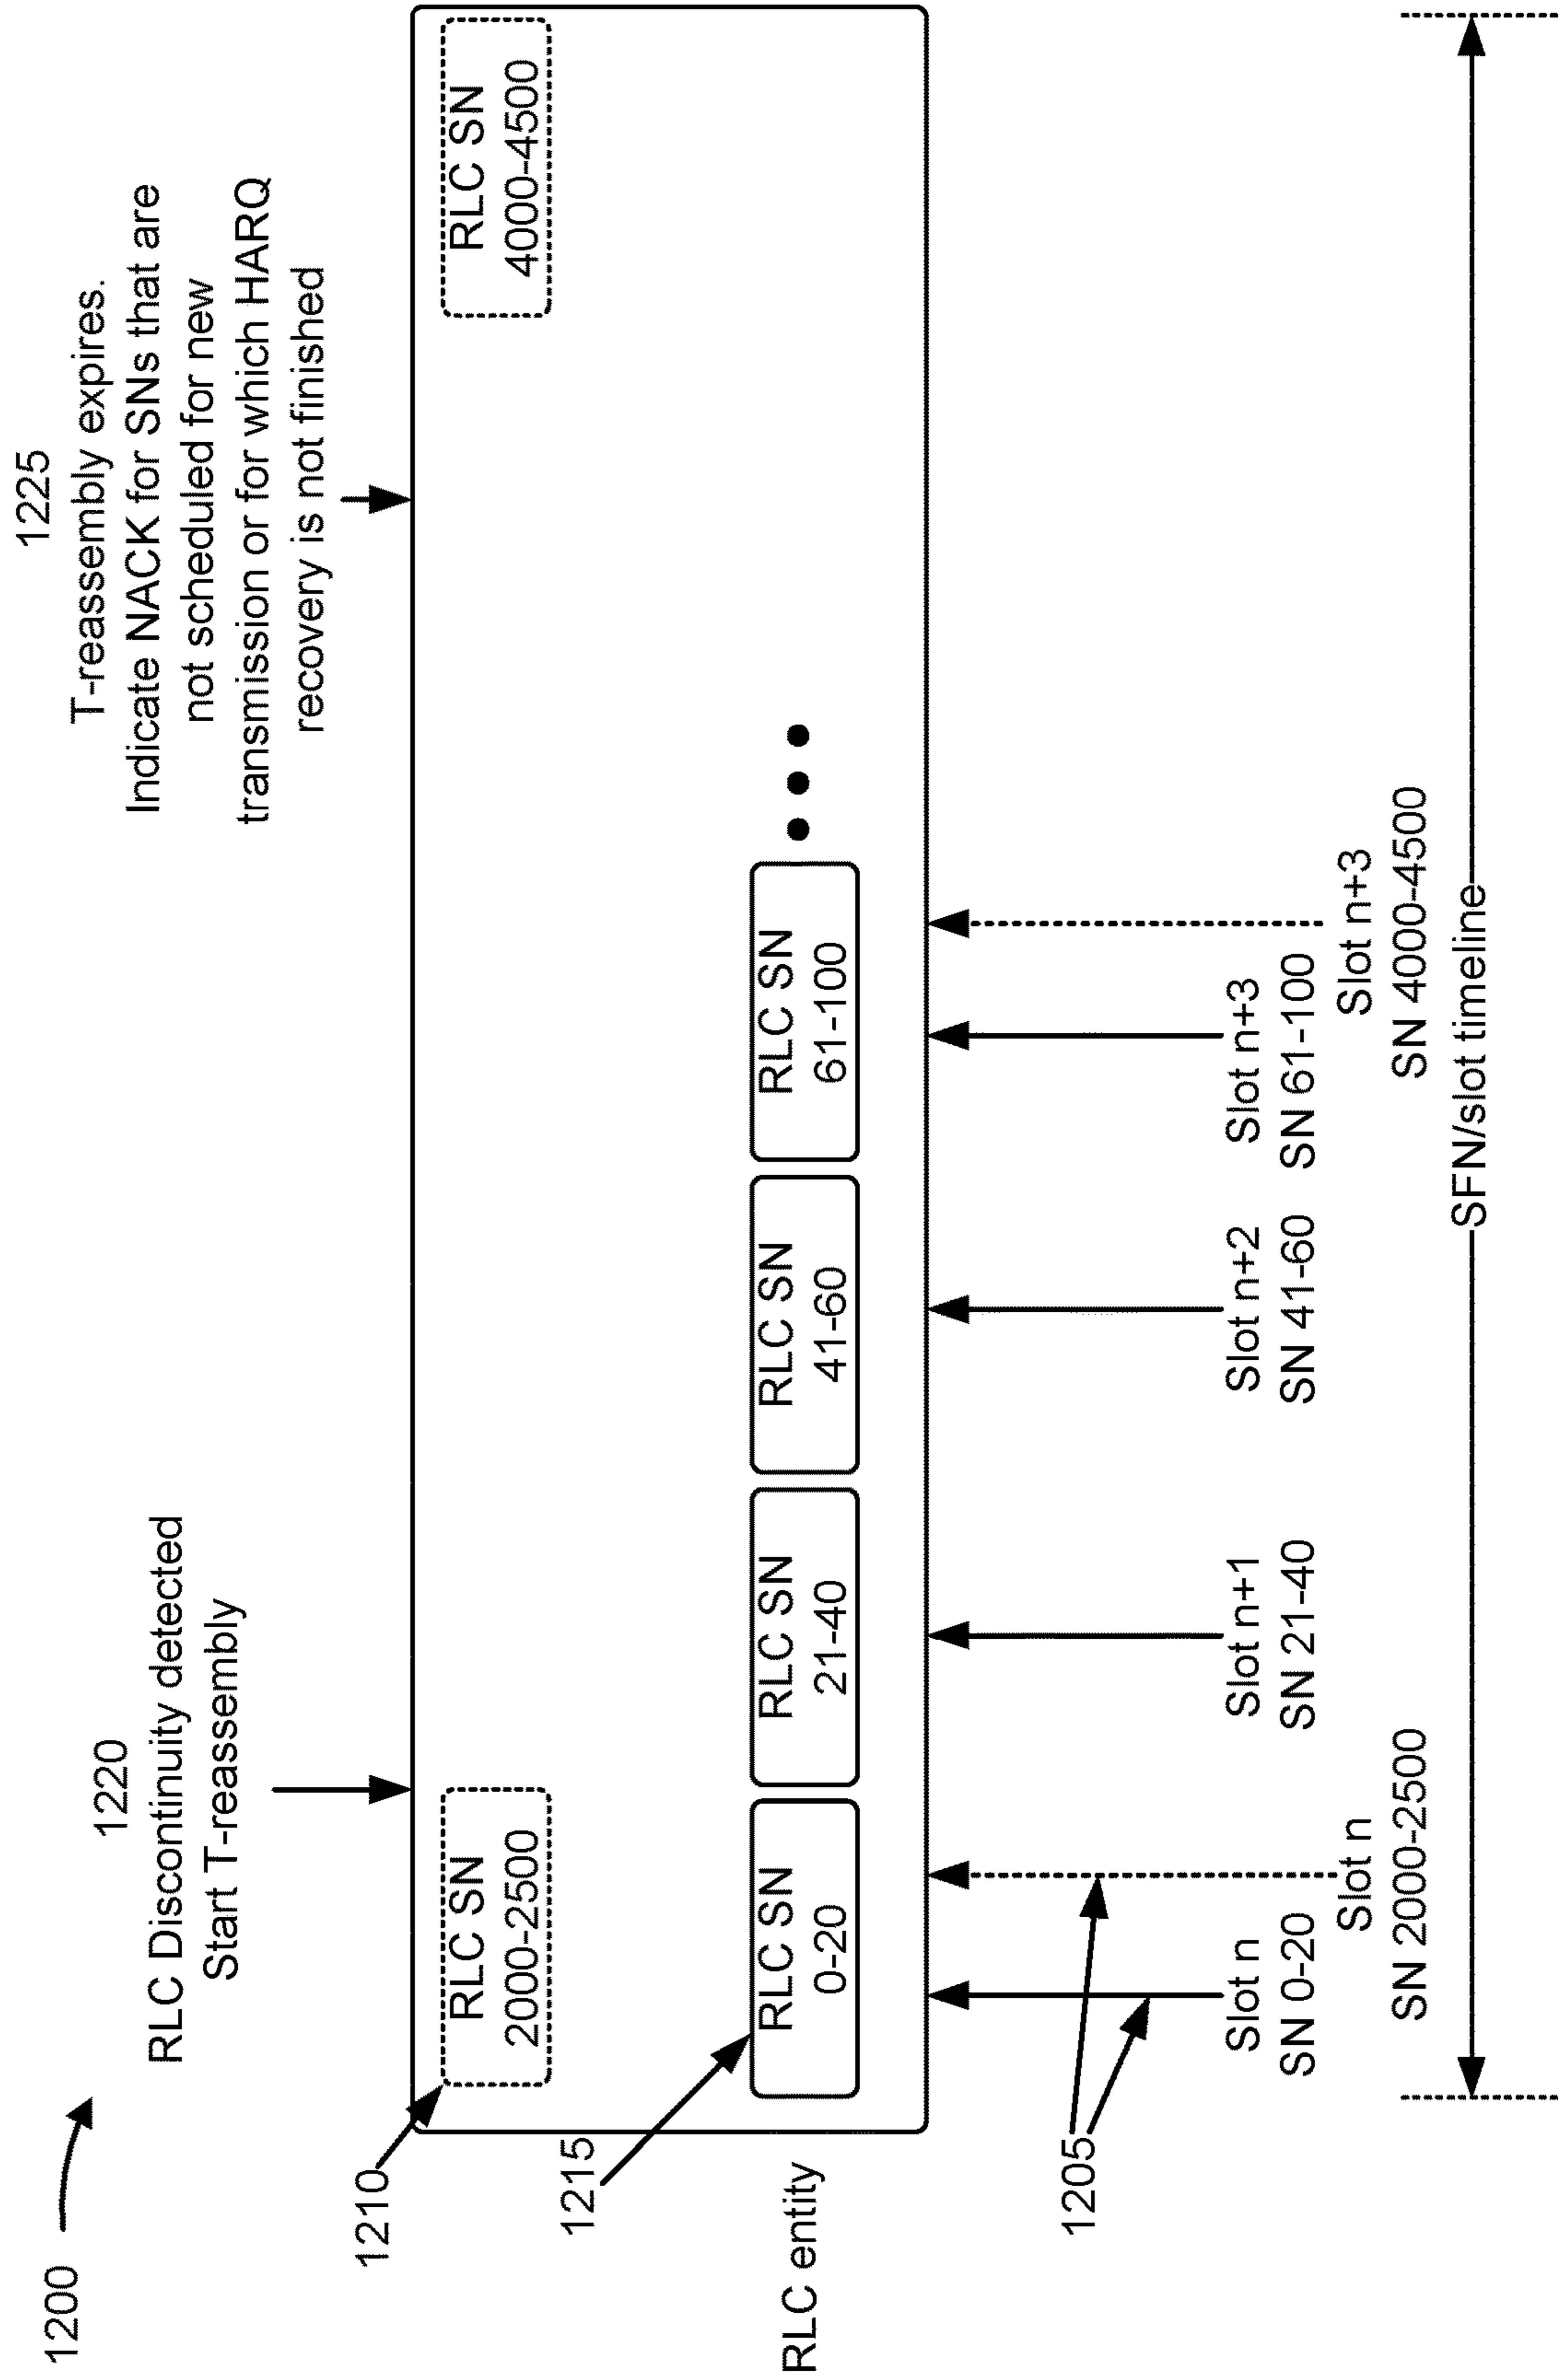 1200
1220
RLC Discontinuity detected
Start T-reassembly
1225
T-reassembly expires.
Indicate NACK for SNs that are
not scheduled for new
transmission or for which HARQ
recovery is not finished
1210
RLC SN
2000-2500
RLC SN
4000-4500
1215
RLC entity
RLC SN
0-20
RLC SN
21-40
RLC SN
41-60
RLC SN
61-100
1205
Slot n
SN 0-20
Slot n
SN 2000-2500
Slot n+1
SN 21-40
Slot n+2
SN 41-60
Slot n+3
SN 61-100
Slot n+3
SN 4000-4500
SFN/slot timeline